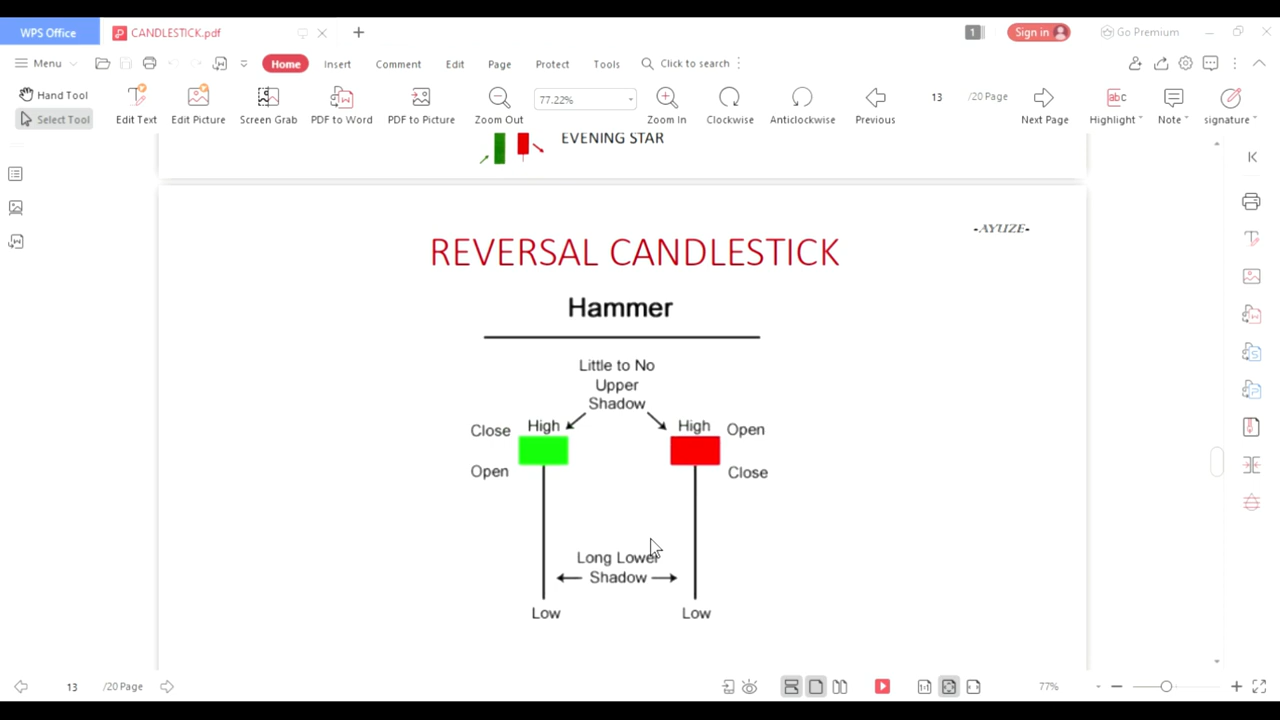 WPS Office
CANDLESTICK.pdf
1
Sign in
Go Premium
Menu
Home
Insert
Comment
Edit
Page
Protect
Tools
Click to search
Hand Tool
Select Tool
Edit Text
Edit Picture
Screen Grab
PDF to Word
PDF to Picture
Zoom Out
77.22%
Zoom In
Clockwise
Anticlockwise
Previous
13
/20 Page
Next Page
abc
Highlight
Note
signature
EVENING STAR
-AYUZE-
REVERSAL CANDLESTICK
Hammer
Little to No
Upper
Shadow
Close High High Open
Open Close
Long Lower
Shadow
Low Low
13
/20 Page
1:1
77%